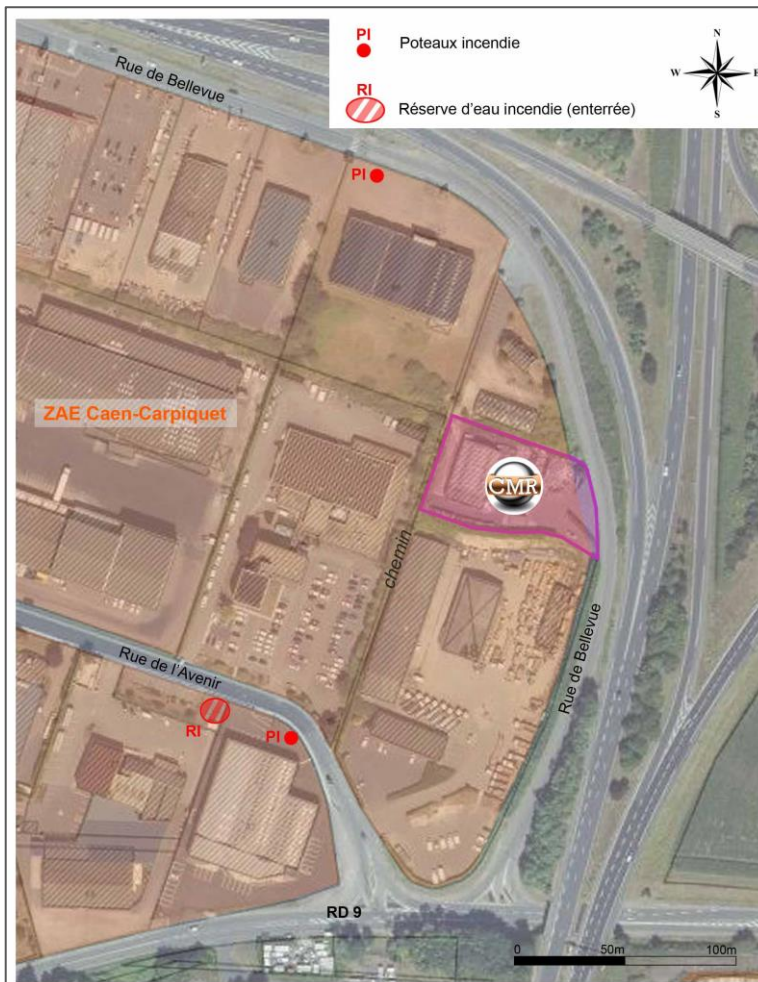 PI
Poteaux incendie
RI
Réserve d'eau incendie (enterrée)
N
W
E
S
Rue de Bellevue
PI
ZAE Caen-Carpiquet
CMR
chemin
Rue de Bellevue
Rue de l'Avenir
RI
PI
RD 9
0 50m 100m